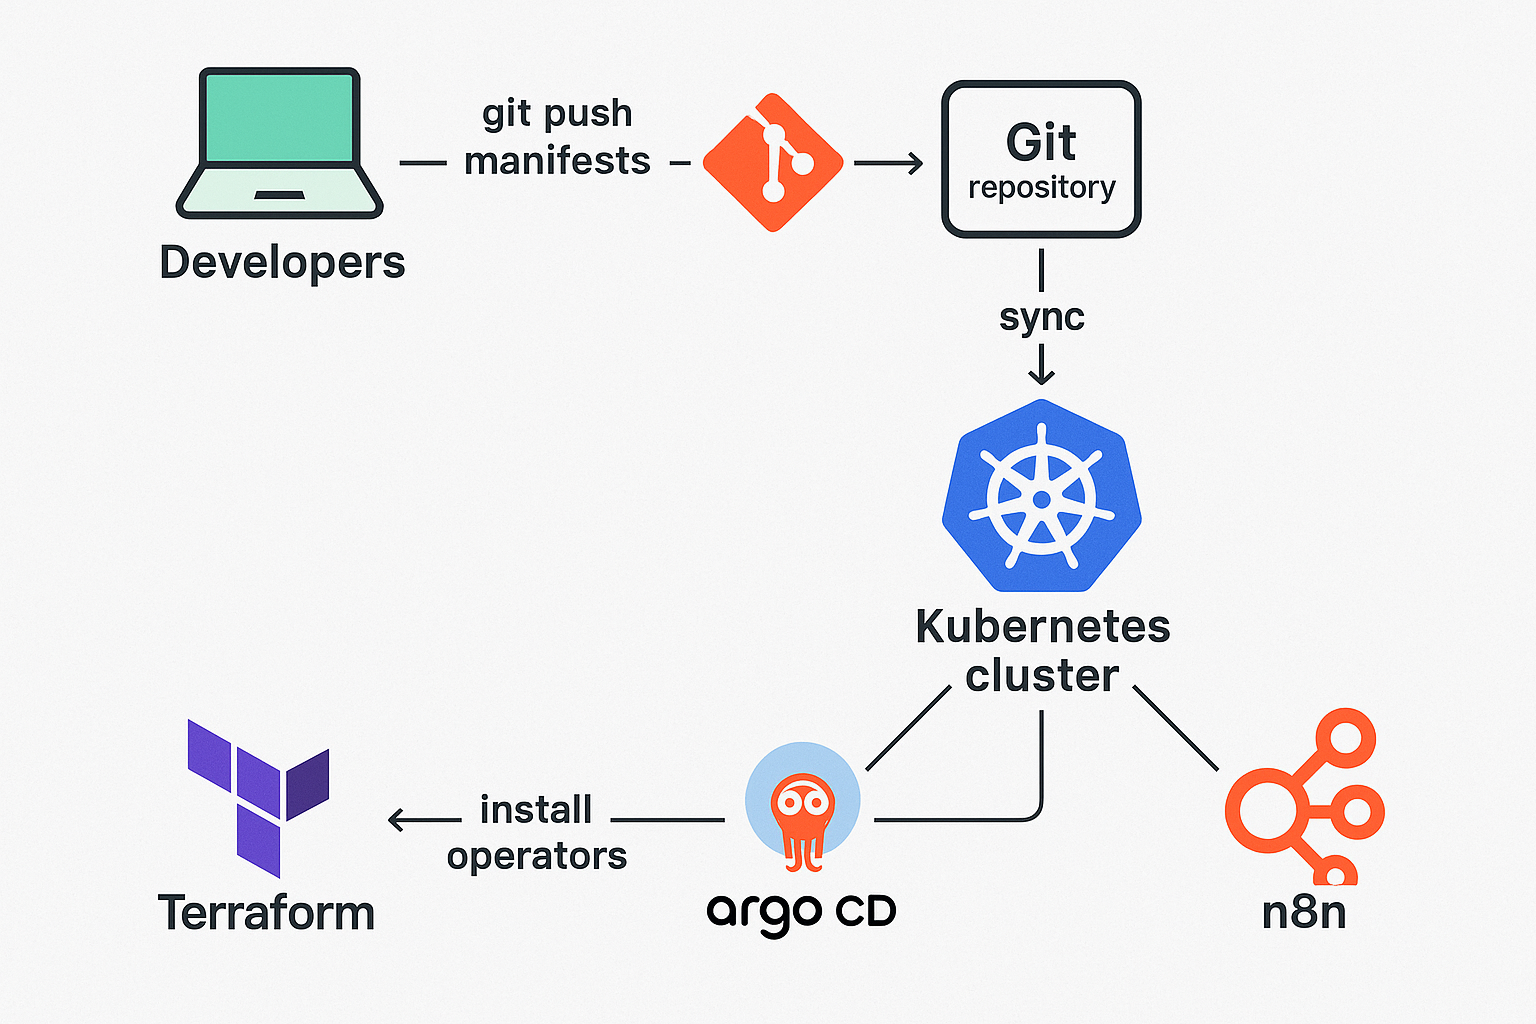 git push
manifests
Git
repository
Developers
sync
Kubernetes
cluster
install
operators
Terraform
argo CD
n8n